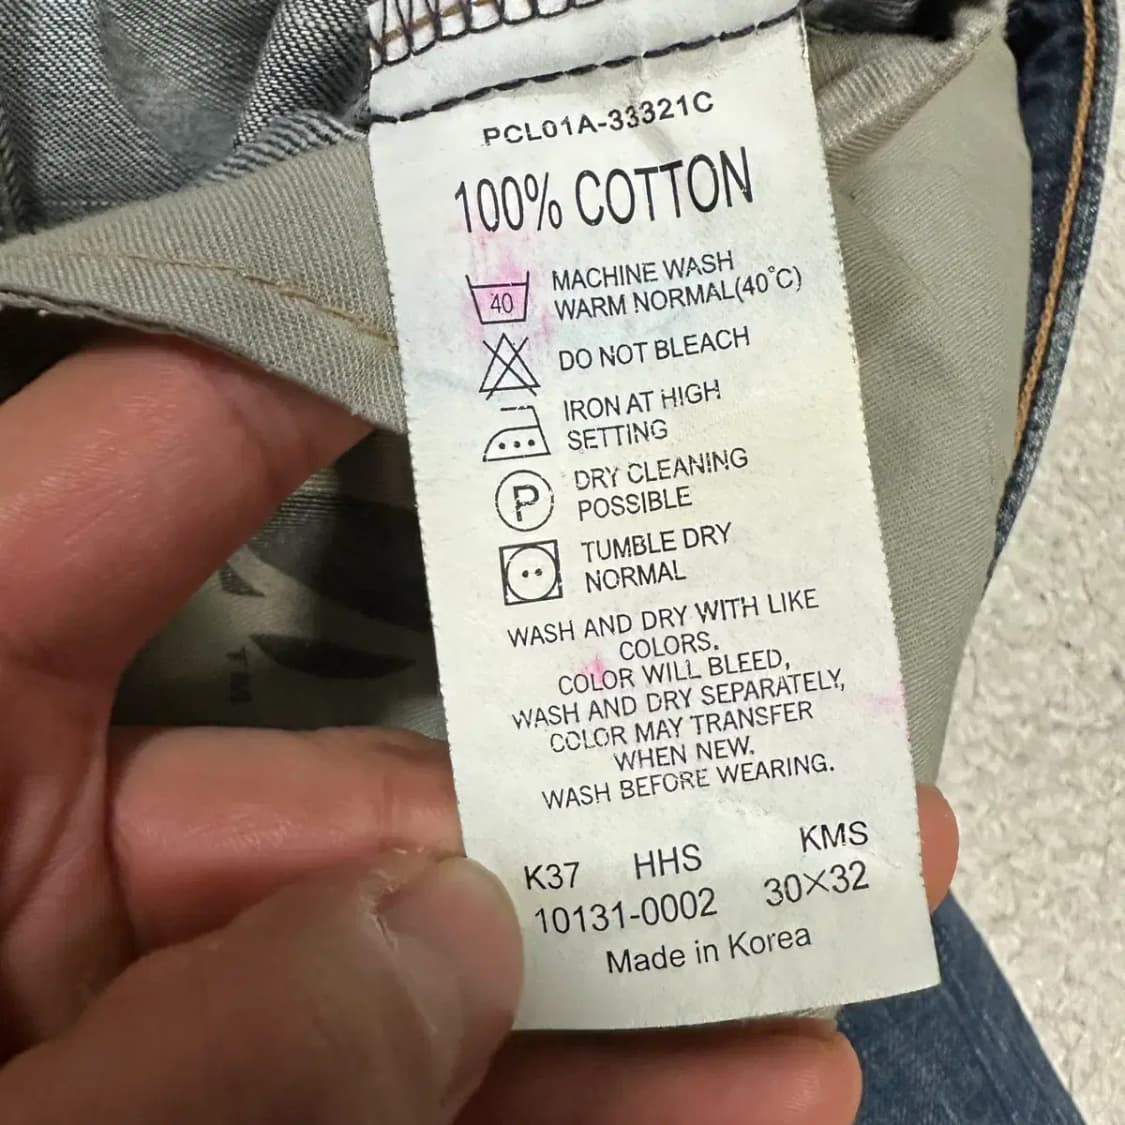 PCL01A-33321C
100% COTTON
40
MACHINE WASH
WARM NORMAL(40°C)
DO NOT BLEACH
IRON AT HIGH
SETTING
P
DRY CLEANING
POSSIBLE
TUMBLE DRY
NORMAL
WASH AND DRY WITH LIKE
COLORS.
COLOR WILL BLEED,
WASH AND DRY SEPARATELY,
COLOR MAY TRANSFER
WHEN NEW.
WASH BEFORE WEARING.
K37 HHS KMS
10131-0002 30X32
Made in Korea
TM